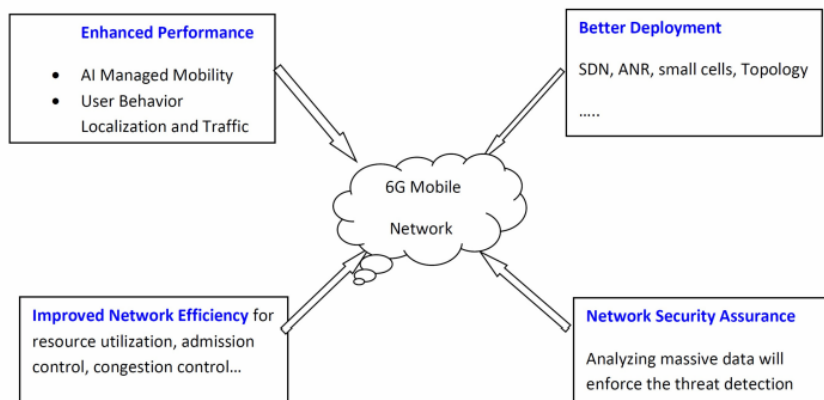 Enhanced Performance
• AI Managed Mobility
• User Behavior
Localization and Traffic
Better Deployment
SDN, ANR, small cells, Topology
.....
6G Mobile
Network
Improved Network Efficiency for
resource utilization, admission
control, congestion control…
Network Security Assurance
Analyzing massive data will
enforce the threat detection